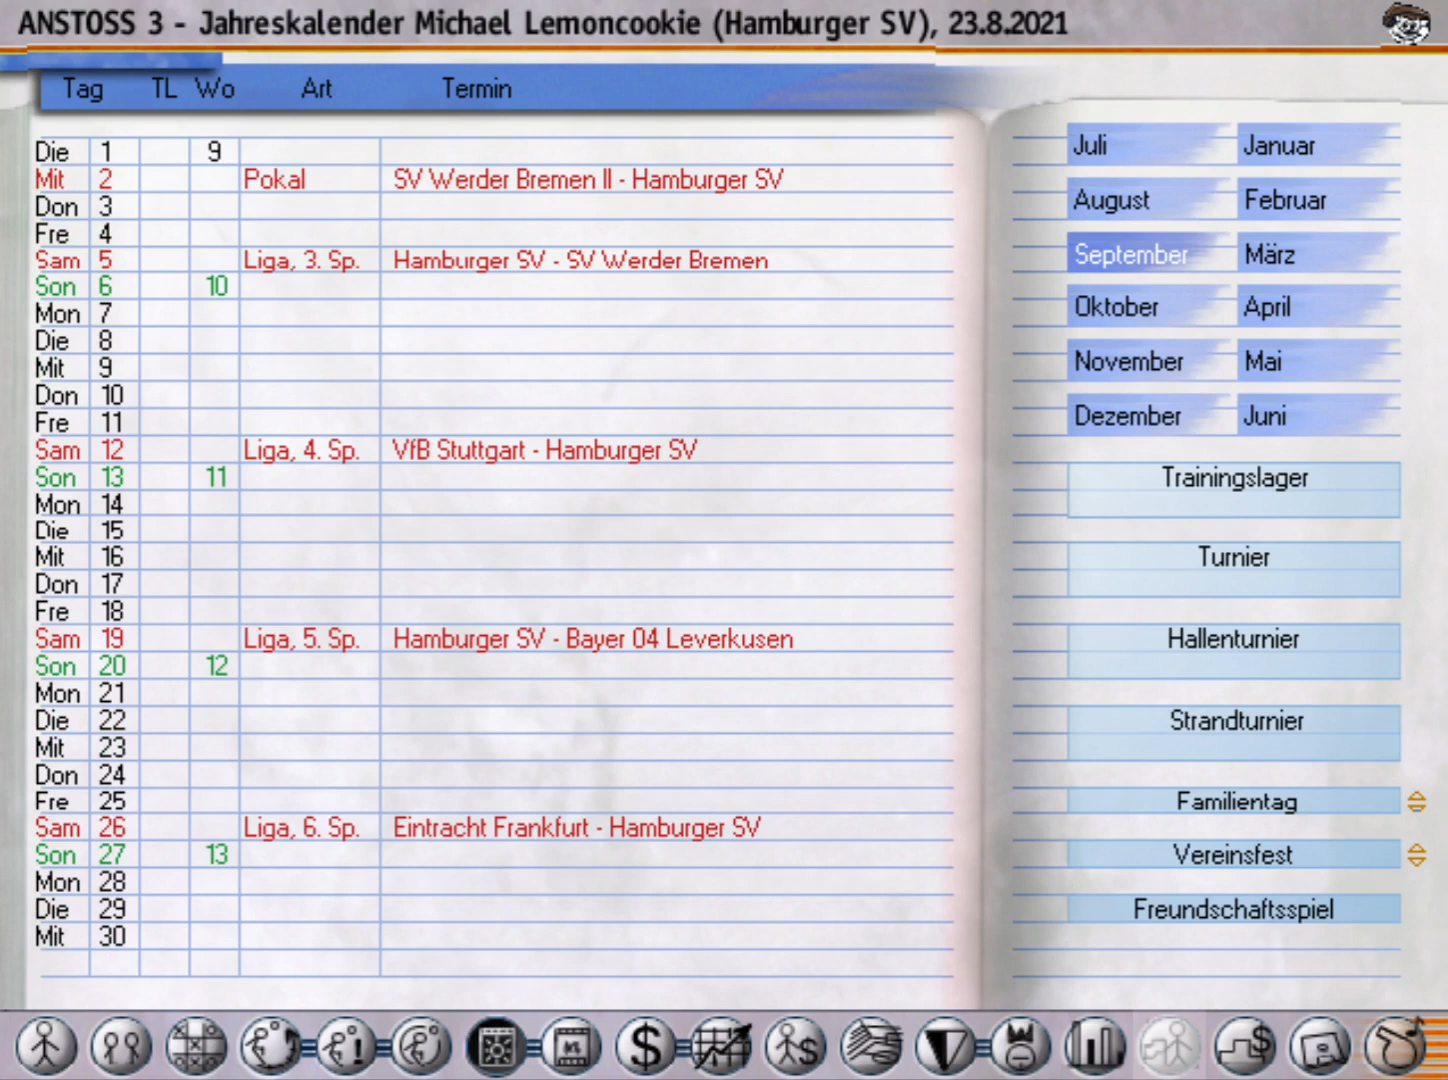 ANSTOSS 3 - Jahreskalender Michael Lemoncookie (Hamburger SV), 23.8.2021
Tag TL Wo Art Termin
Die 1 9
Mit 2 Pokal SV Werder Bremen II - Hamburger SV
Don 3
Fre 4
Sam 5 Liga, 3. Sp. Hamburger SV - SV Werder Bremen
Son 6 10
Mon 7
Die 8
Mit 9
Don 10
Fre 11
Sam 12 Liga, 4. Sp. VfB Stuttgart - Hamburger SV
Son 13 11
Mon 14
Die 15
Mit 16
Don 17
Fre 18
Sam 19 Liga, 5. Sp. Hamburger SV - Bayer 04 Leverkusen
Son 20 12
Mon 21
Die 22
Mit 23
Don 24
Fre 25
Sam 26 Liga, 6. Sp. Eintracht Frankfurt - Hamburger SV
Son 27 13
Mon 28
Die 29
Mit 30
Juli Januar
August Februar
September März
Oktober April
November Mai
Dezember Juni
Trainingslager
Turnier
Hallenturnier
Strandturnier
Familientag
Vereinsfest
Freundschaftsspiel